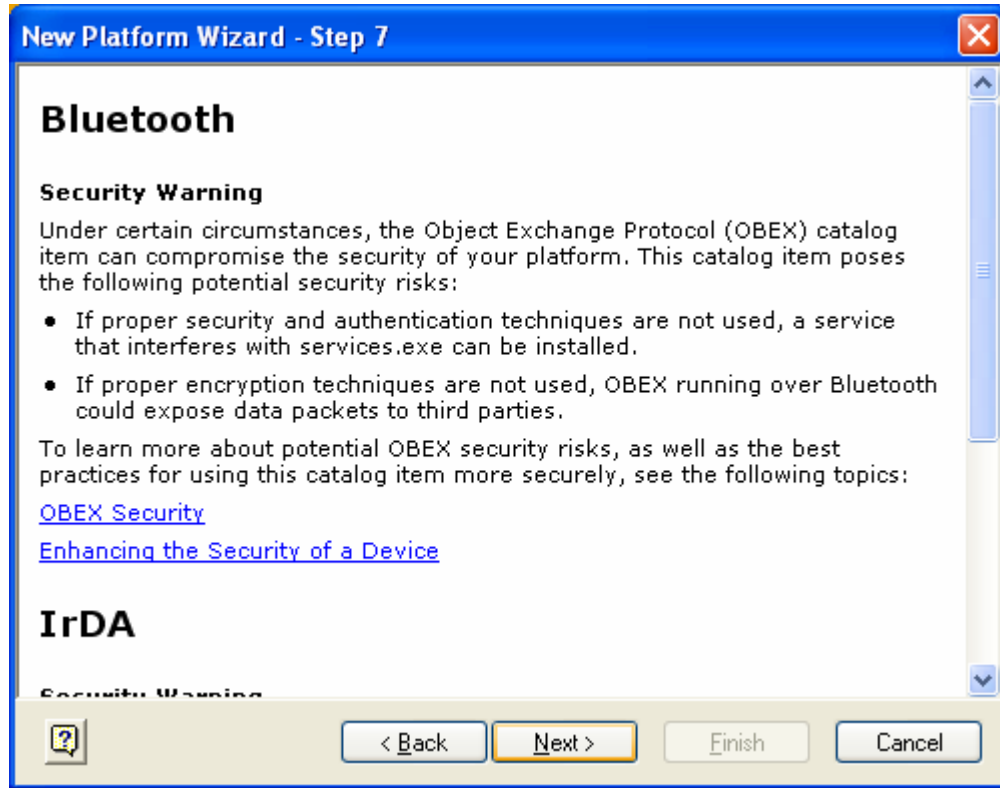 New Platform Wizard - Step 7
Bluetooth
Security Warning
Under certain circumstances, the Object Exchange Protocol (OBEX) catalog
item can compromise the security of your platform. This catalog item poses
the following potential security risks:
• If proper security and authentication techniques are not used, a service
that interferes with services.exe can be installed.
• If proper encryption techniques are not used, OBEX running over Bluetooth
could expose data packets to third parties.
To learn more about potential OBEX security risks, as well as the best
practices for using this catalog item more securely, see the following topics:
OBEX Security
Enhancing the Security of a Device
IrDA
Security Warning
?
< Back
Next >
Finish
Cancel